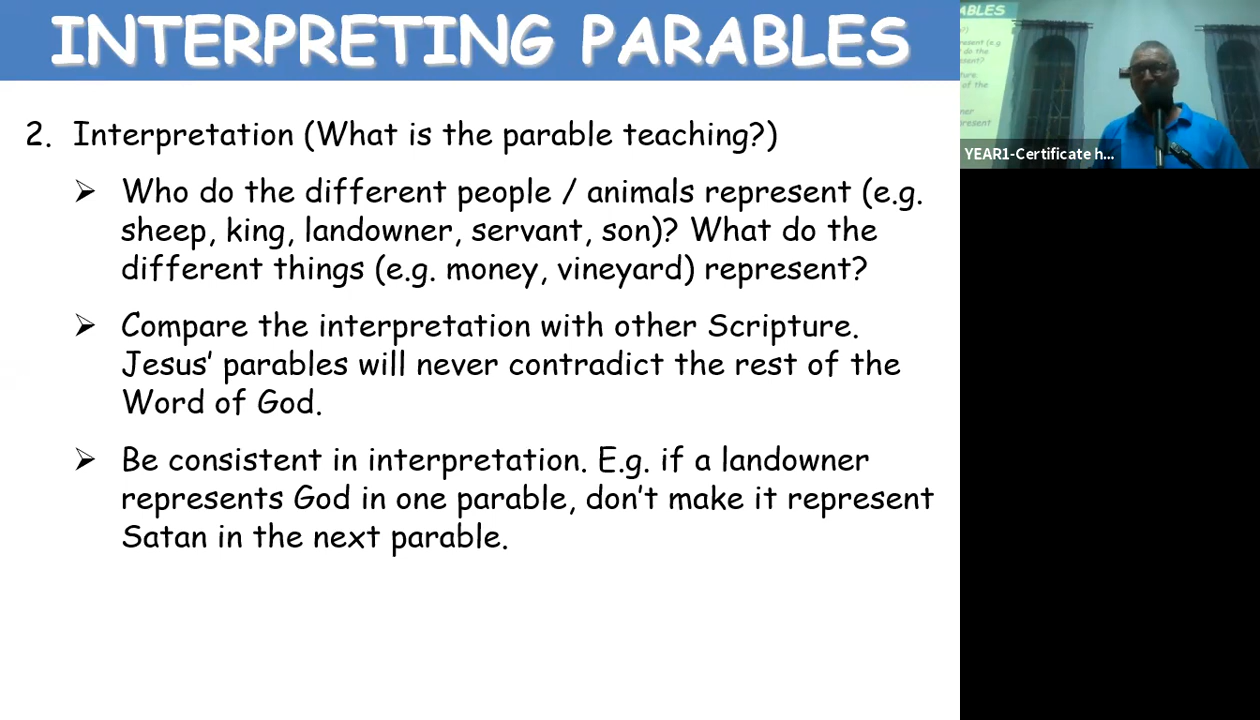 INTERPRETING PARABLES
2. Interpretation (What is the parable teaching?)
➢ Who do the different people / animals represent (e.g.
sheep, king, landowner, servant, son)? What do the
different things (e.g. money, vineyard) represent?
➢ Compare the interpretation with other Scripture.
Jesus’ parables will never contradict the rest of the
Word of God.
➢ Be consistent in interpretation. E.g. if a landowner
represents God in one parable, don’t make it represent
Satan in the next parable.
ABLES
YEAR1-Certificate h...